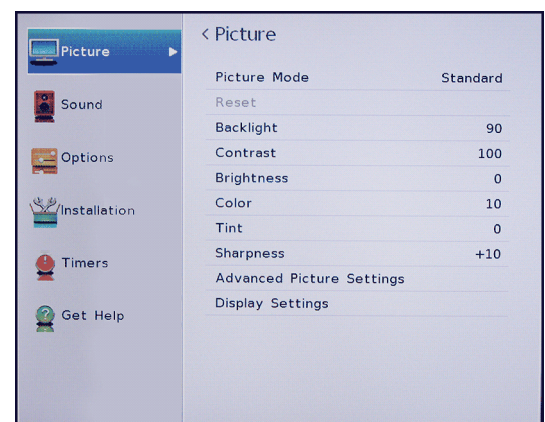 Picture
Sound
Options
Installation
Timers
Get Help
< Picture
Picture Mode Standard
Reset
Backlight 90
Contrast 100
Brightness 0
Color 10
Tint 0
Sharpness +10
Advanced Picture Settings
Display Settings